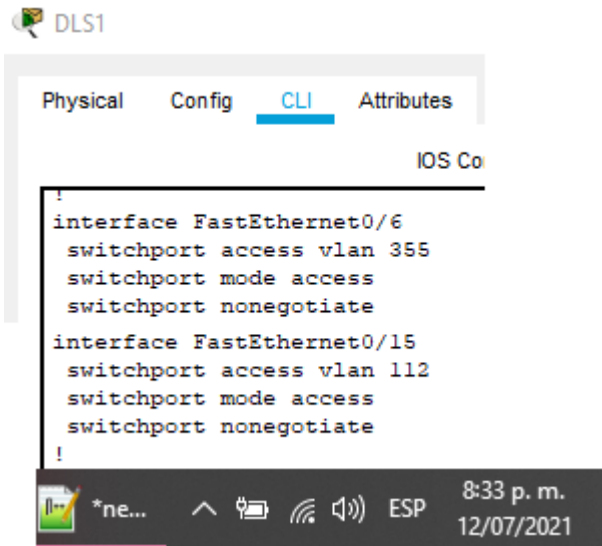 DLS1
Physical Config CLI Attributes
IOS Co
!
interface FastEthernet0/6
switchport access vlan 355
switchport mode access
switchport nonegotiate
interface FastEthernet0/15
switchport access vlan 112
switchport mode access
switchport nonegotiate
!
*ne... ESP 8:33 p. m.
12/07/2021